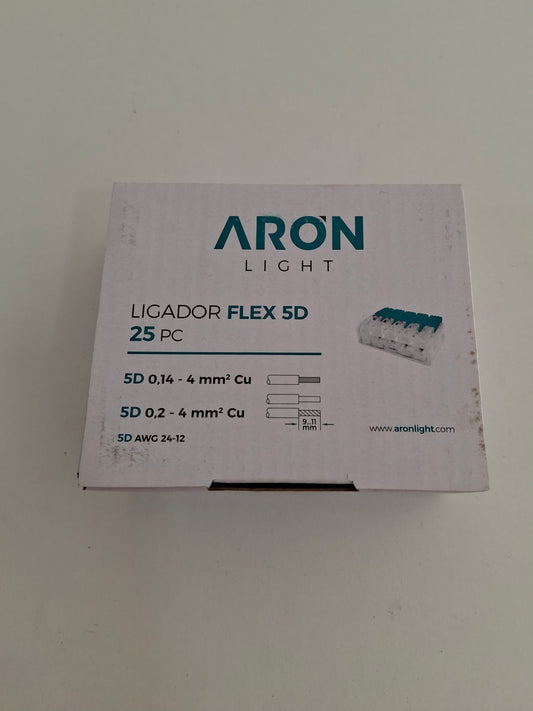 ARON
LIGHT
LIGADOR FLEX 5D
25 PC
5D 0,14 - 4 mm² Cu
5D 0,2 - 4 mm² Cu
9...11
mm
5D AWG 24-12
www.aronlight.com